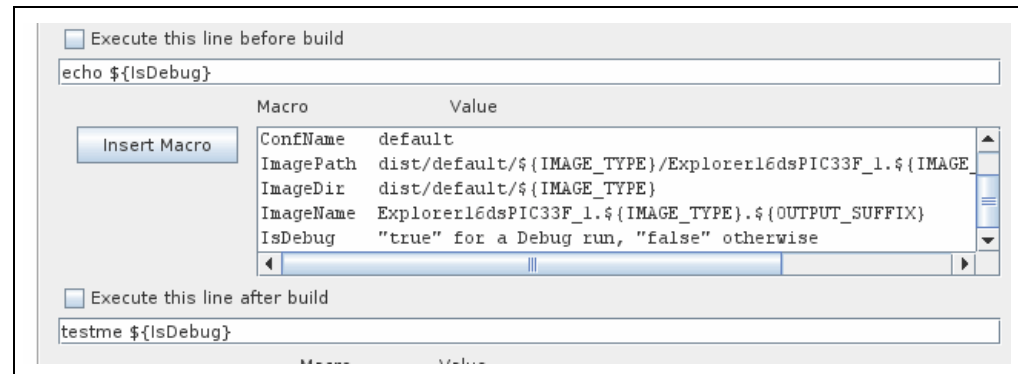 Execute this line before build
echo ${IsDebug}
Macro Value
Insert Macro
ConfName default
ImagePath dist/default/${IMAGE_TYPE}/Explorer16dsPIC33F_1.${IMAGE_
ImageDir dist/default/${IMAGE_TYPE}
ImageName Explorer16dsPIC33F_1.${IMAGE_TYPE}.${OUTPUT_SUFFIX}
IsDebug "true" for a Debug run, "false" otherwise
Execute this line after build
testme ${IsDebug}
Macro Value